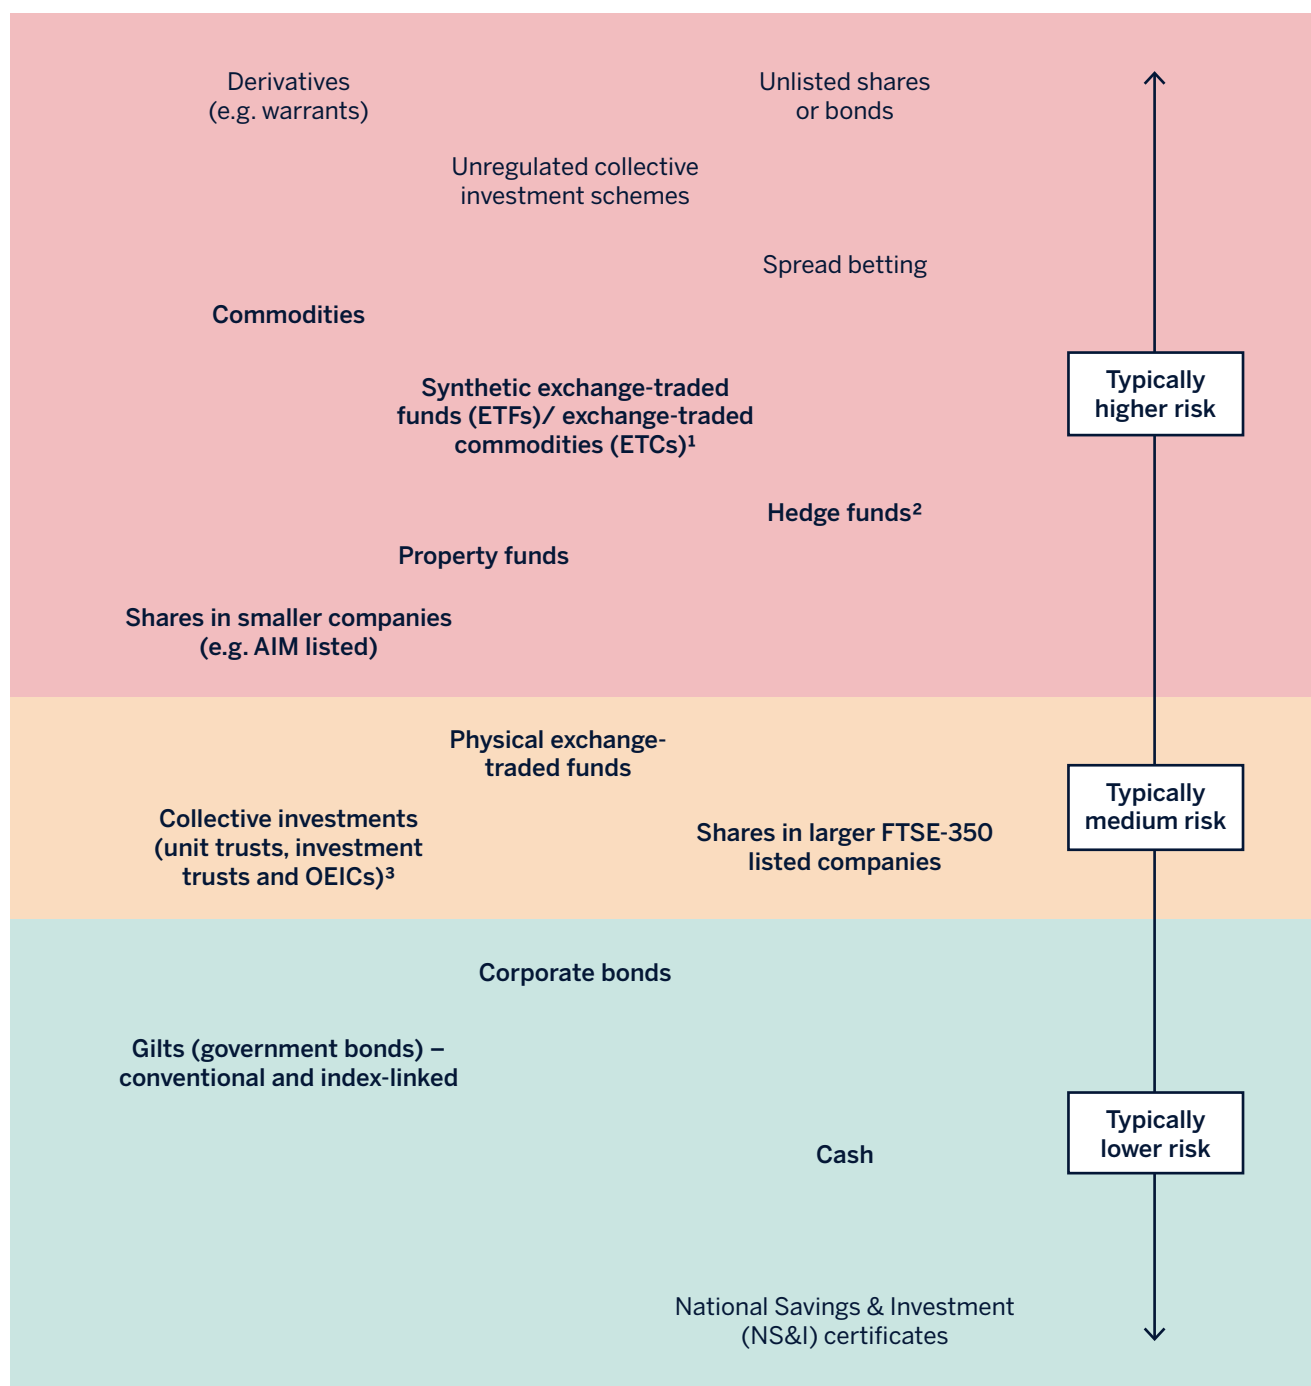 Derivatives
(e.g. warrants)
Unlisted shares
or bonds
Unregulated collective
investment schemes
Spread betting
Commodities
Synthetic exchange-traded
funds (ETFs)/ exchange-traded
commodities (ETCs)¹
Typically
higher risk
Hedge funds²
Property funds
Shares in smaller companies
(e.g. AIM listed)
Physical exchange-
traded funds
Collective investments
(unit trusts, investment
trusts and OEICs)³
Shares in larger FTSE-350
listed companies
Typically
medium risk
Corporate bonds
Gilts (government bonds) –
conventional and index-linked
Cash
Typically
lower risk
National Savings & Investment
(NS&I) certificates